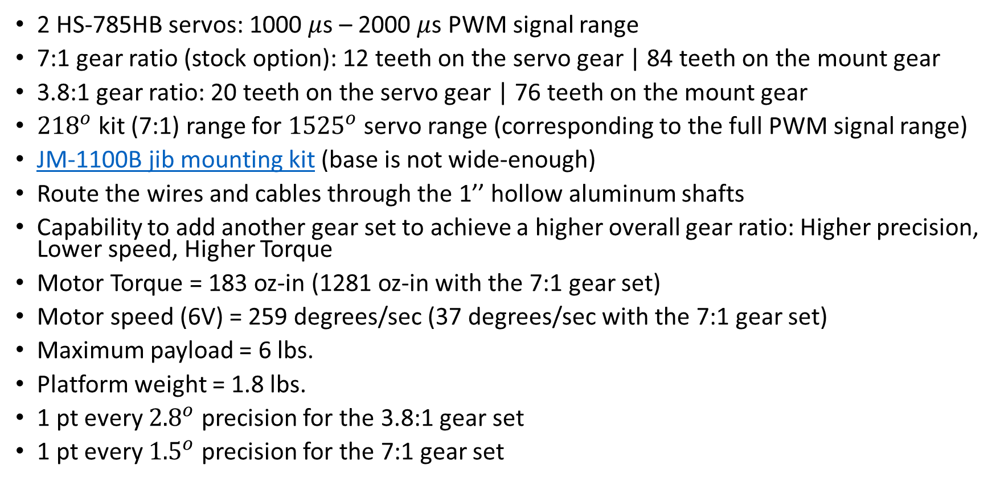 • 2 HS-785HB servos: 1000 𝜇s – 2000 𝜇s PWM signal range
• 7:1 gear ratio (stock option): 12 teeth on the servo gear | 84 teeth on the mount gear
• 3.8:1 gear ratio: 20 teeth on the servo gear | 76 teeth on the mount gear
• 218° kit (7:1) range for 1525° servo range (corresponding to the full PWM signal range)
• JM-1100B jib mounting kit (base is not wide-enough)
• Route the wires and cables through the 1’’ hollow aluminum shafts
• Capability to add another gear set to achieve a higher overall gear ratio: Higher precision,
Lower speed, Higher Torque
• Motor Torque = 183 oz-in (1281 oz-in with the 7:1 gear set)
• Motor speed (6V) = 259 degrees/sec (37 degrees/sec with the 7:1 gear set)
• Maximum payload = 6 lbs.
• Platform weight = 1.8 lbs.
• 1 pt every 2.8° precision for the 3.8:1 gear set
• 1 pt every 1.5° precision for the 7:1 gear set